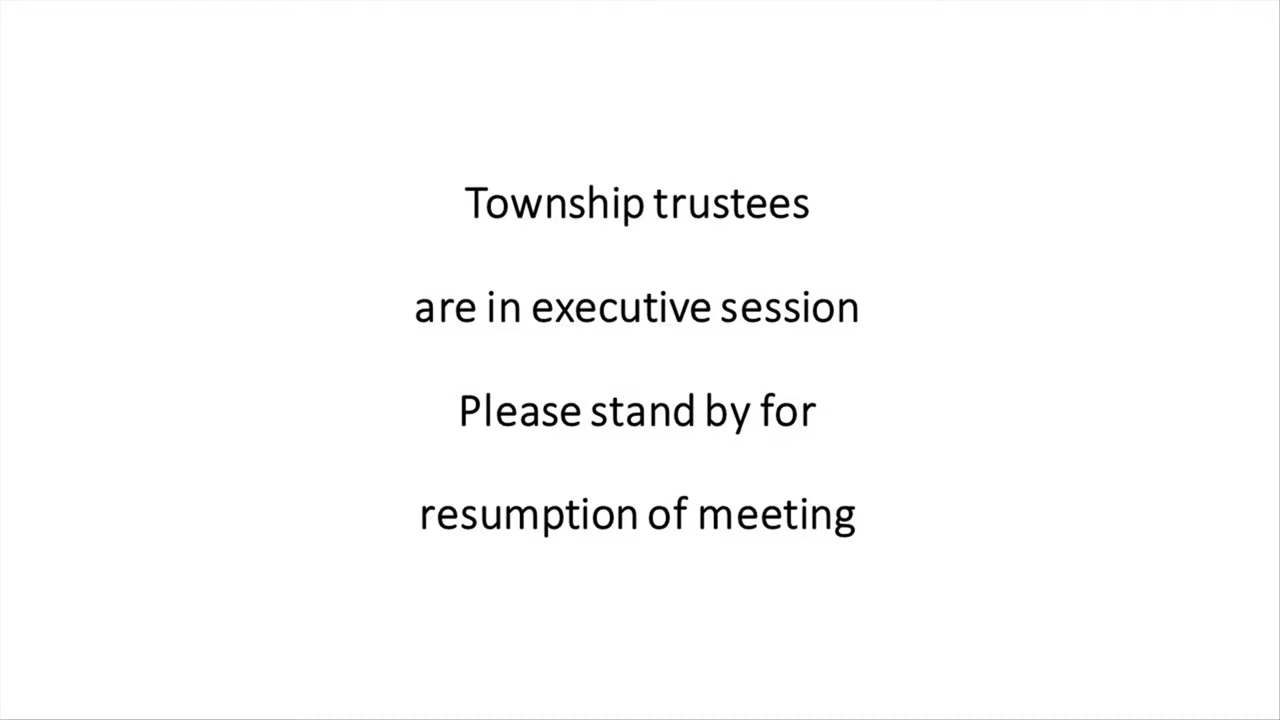 Township trustees
are in executive session
Please stand by for
resumption of meeting